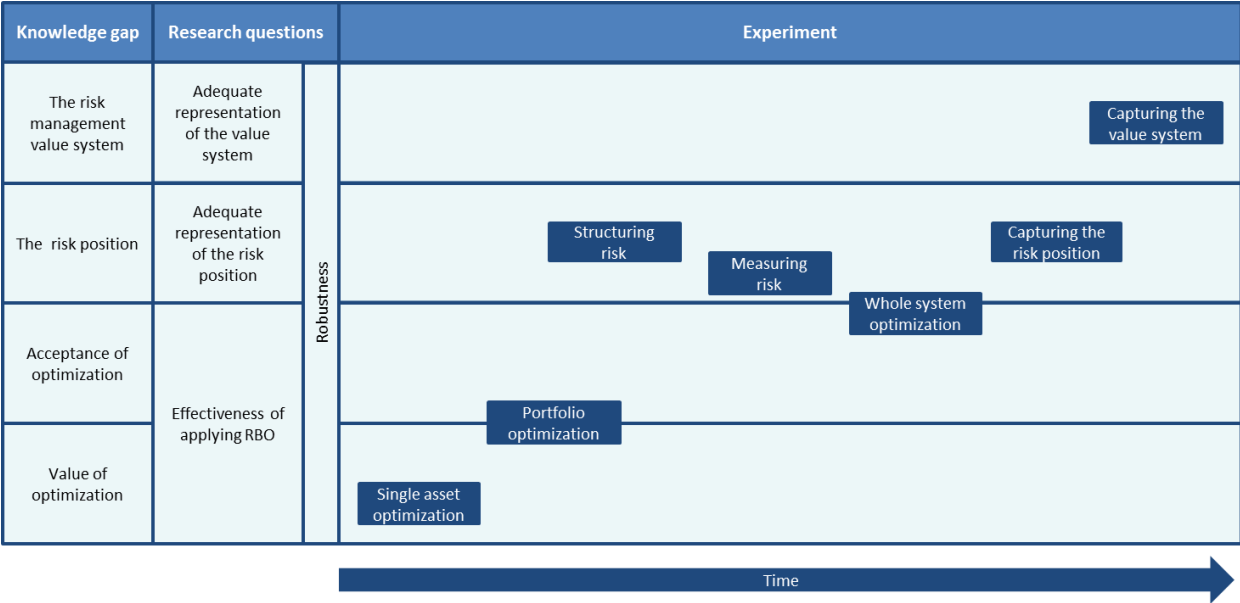 Knowledge gap
Research questions
Experiment
The risk
management
value system
Adequate
representation
of the value
system
Capturing the
value system
The risk position
Adequate
representation
of the risk
position
Structuring
risk
Measuring
risk
Capturing the
risk position
Whole system
optimization
Robustness
Acceptance of
optimization
Effectiveness of
applying RBO
Portfolio
optimization
Value of
optimization
Single asset
optimization
Time